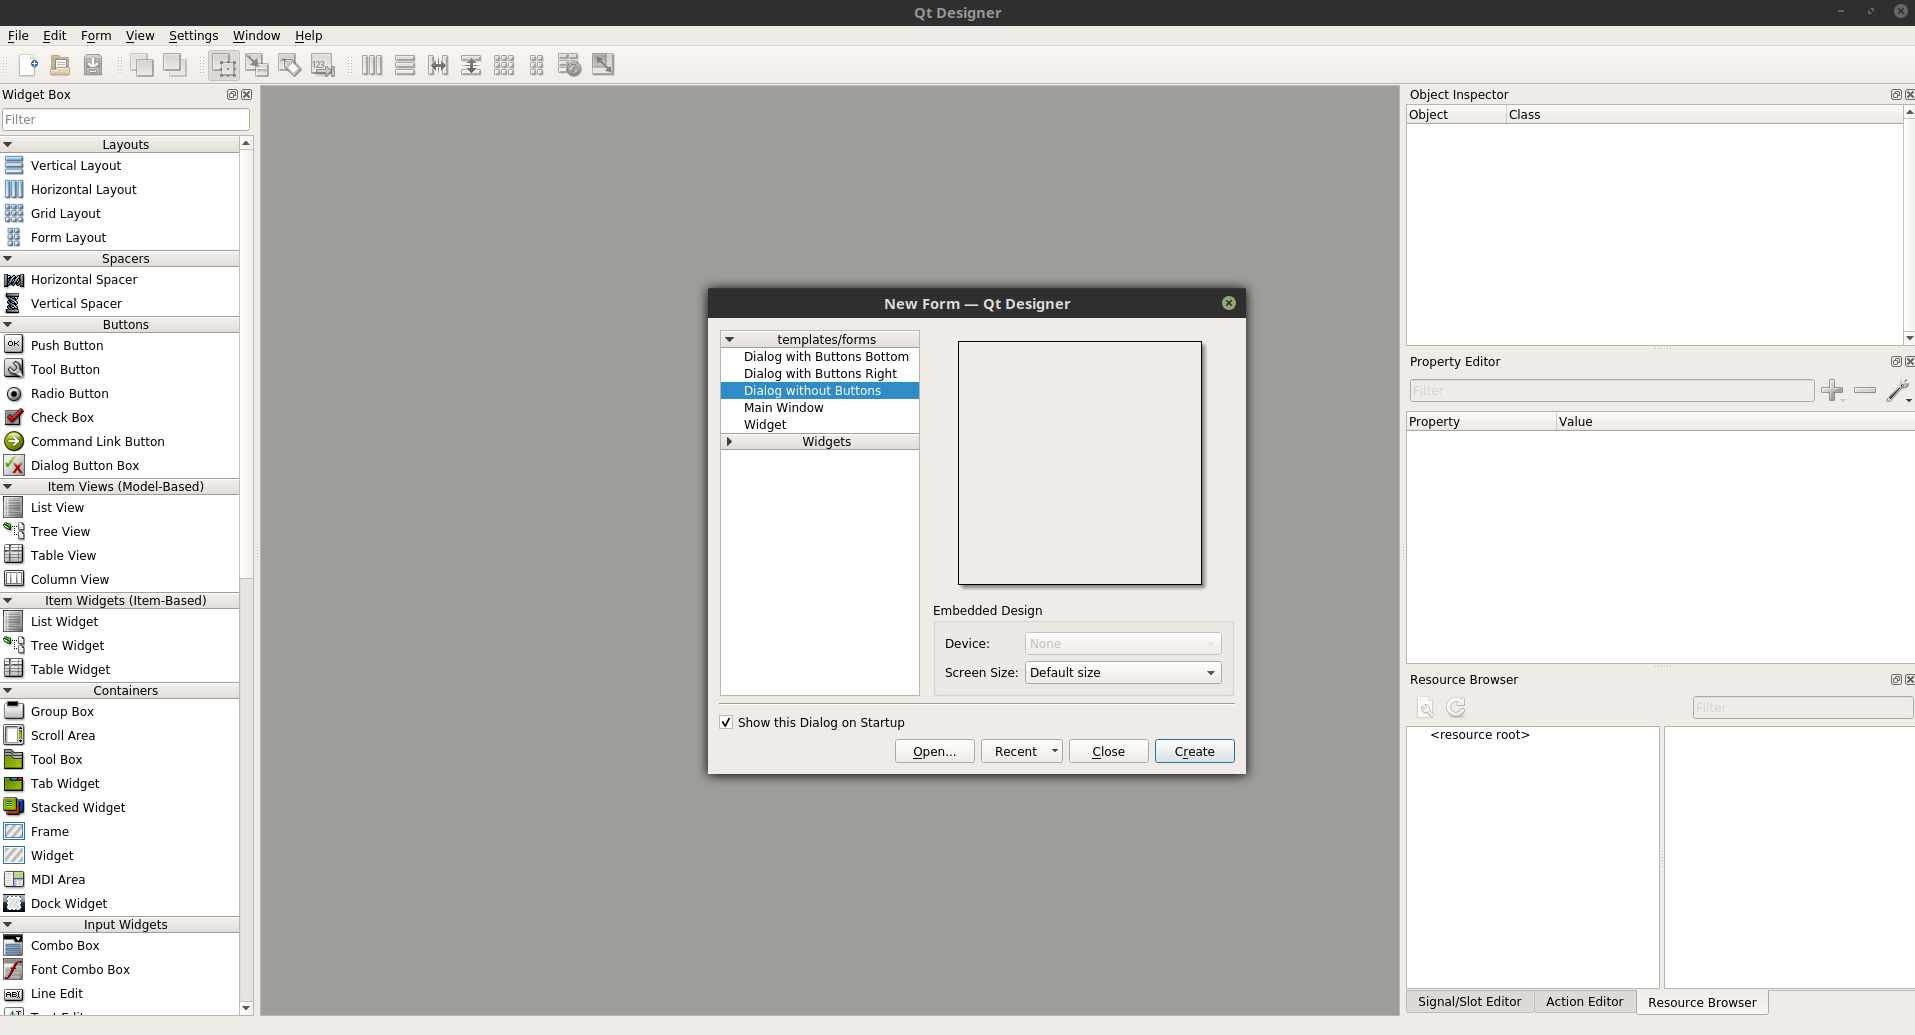 Qt Designer
File Edit Form View Settings Window Help
Widget Box
Filter
Layouts
Vertical Layout
Horizontal Layout
Grid Layout
Form Layout
Spacers
Horizontal Spacer
Vertical Spacer
Buttons
Push Button
Tool Button
Radio Button
Check Box
Command Link Button
Dialog Button Box
Item Views (Model-Based)
List View
Tree View
Table View
Column View
Item Widgets (Item-Based)
List Widget
Tree Widget
Table Widget
Containers
Group Box
Scroll Area
Tool Box
Tab Widget
Stacked Widget
Frame
Widget
MDI Area
Dock Widget
Input Widgets
Combo Box
Font Combo Box
Line Edit
New Form — Qt Designer
templates/forms
Dialog with Buttons Bottom
Dialog with Buttons Right
Dialog without Buttons
Main Window
Widget
Widgets
Embedded Design
Device: None
Screen Size: Default size
Show this Dialog on Startup
Open... Recent Close Create
Object Inspector
Object Class
Property Editor
Filter
Property Value
Resource Browser
Filter
<resource root>
Signal/Slot Editor Action Editor Resource Browser